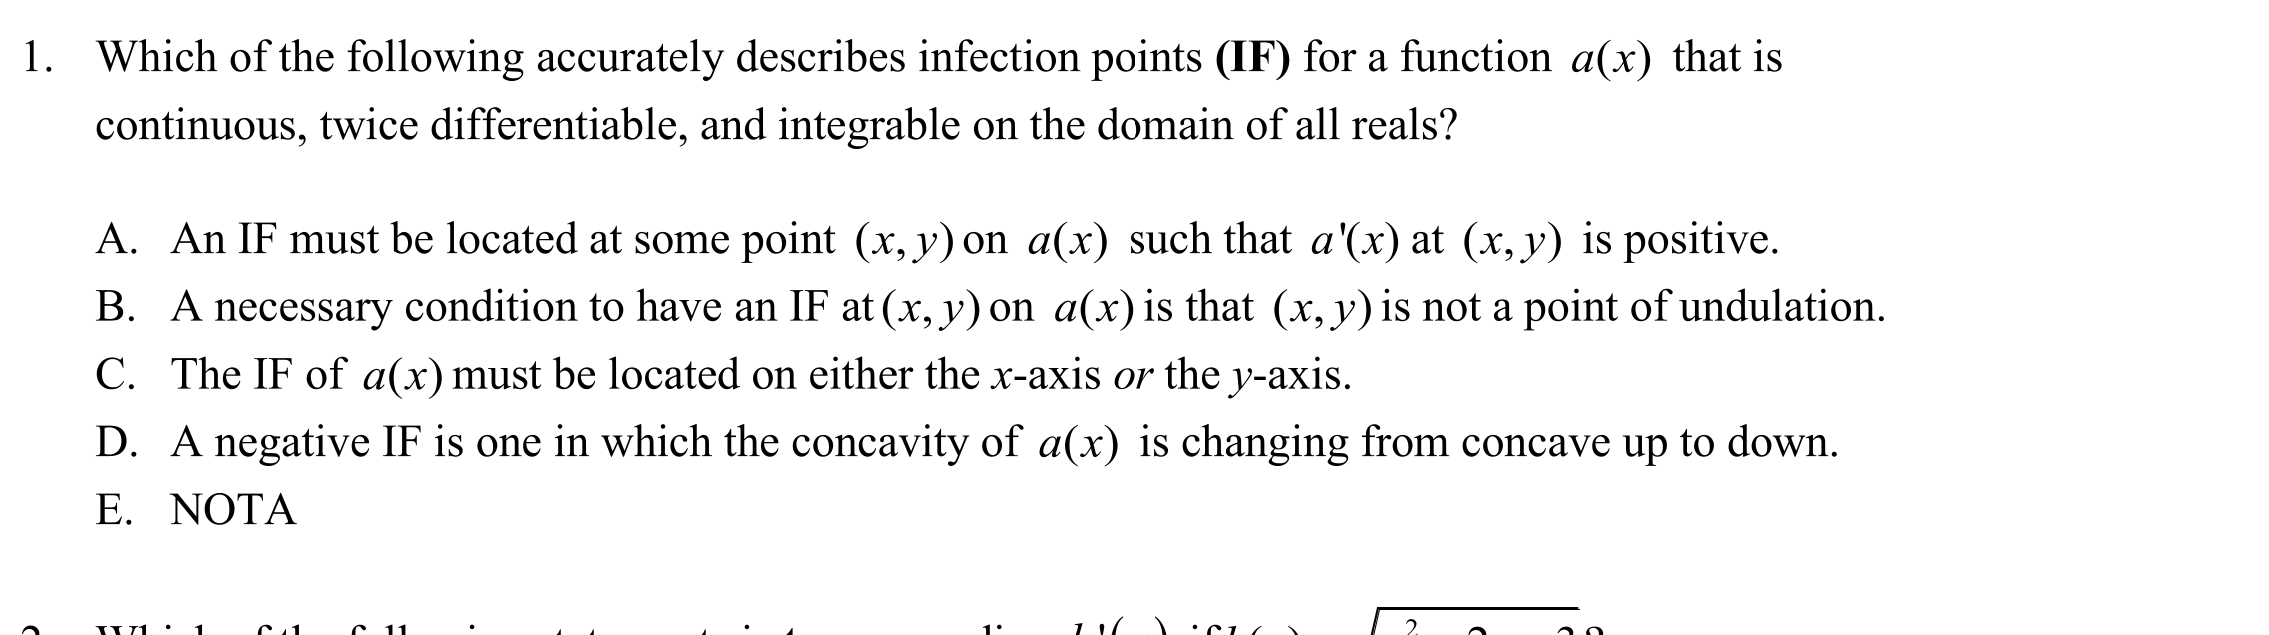 1. Which of the following accurately describes infection points (IF) for a function a(x) that is
continuous, twice differentiable, and integrable on the domain of all reals?
A. An IF must be located at some point (x, y) on a(x) such that a'(x) at (x, y) is positive.
B. A necessary condition to have an IF at (x, y) on a(x) is that (x, y) is not a point of undulation.
C. The IF of a(x) must be located on either the x-axis or the y-axis.
D. A negative IF is one in which the concavity of a(x) is changing from concave up to down.
E. NOTA